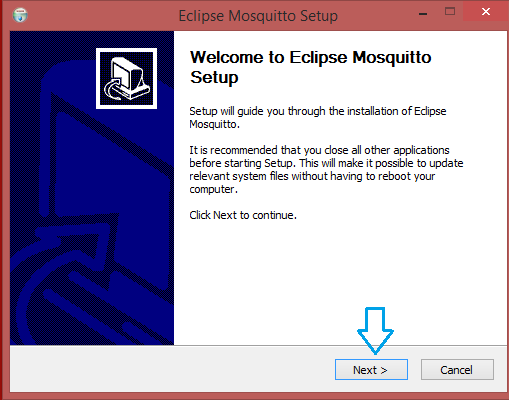 Eclipse Mosquitto Setup
Welcome to Eclipse Mosquitto
Setup
Setup will guide you through the installation of Eclipse
Mosquitto.
It is recommended that you close all other applications
before starting Setup. This will make it possible to update
relevant system files without having to reboot your
computer.
Click Next to continue.
Next >
Cancel